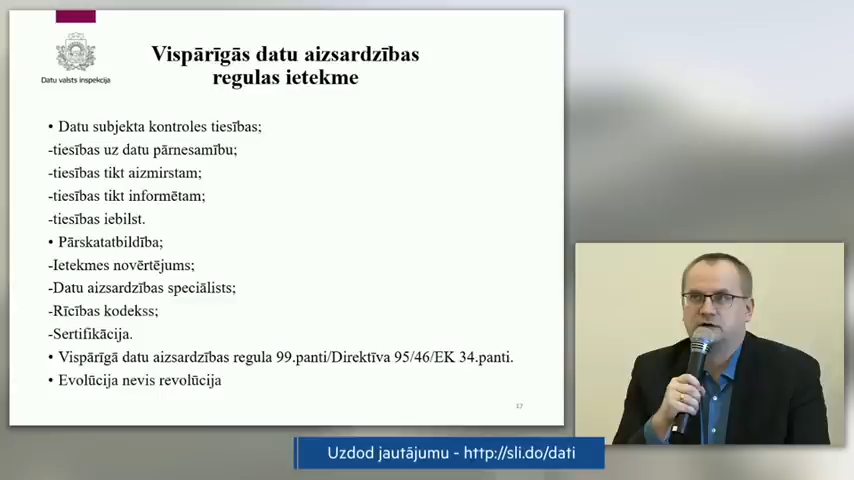 Datu valsts inspekcija
Vispārīgās datu aizsardzības
regulas ietekme
• Datu subjekta kontroles tiesības;
-tiesības uz datu pārnesamību;
-tiesības tikt aizmirstam;
-tiesības tikt informētam;
-tiesības iebilst.
• Pārskatatbildība;
-Ietekmes novērtējums;
-Datu aizsardzības speciālists;
-Rīcības kodekss;
-Sertifikācija.
• Vispārīgā datu aizsardzības regula 99.panti/Direktīva 95/46/EK 34.panti.
• Evolūcija nevis revolūcija
17
Uzdod jautājumu - http://sli.do/dati